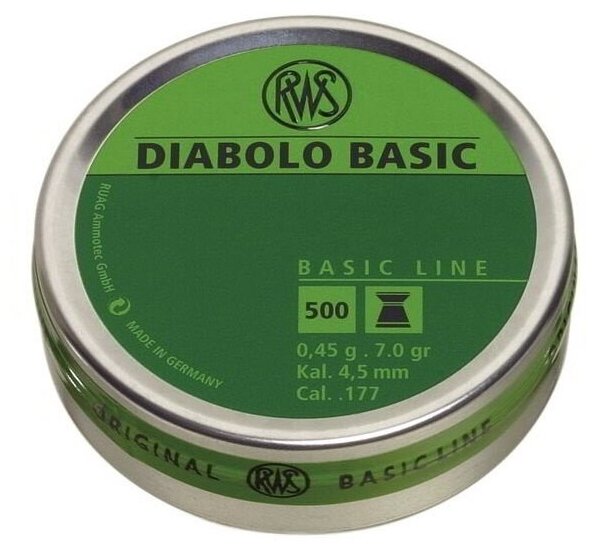 RWS
DIABOLO BASIC
RUAG Ammotec GmbH
MADE IN GERMANY
BASIC LINE
500
0,45 g . 7.0 gr
Kal. 4,5 mm
Cal. .177
ORIGINAL RWS BASIC LINE